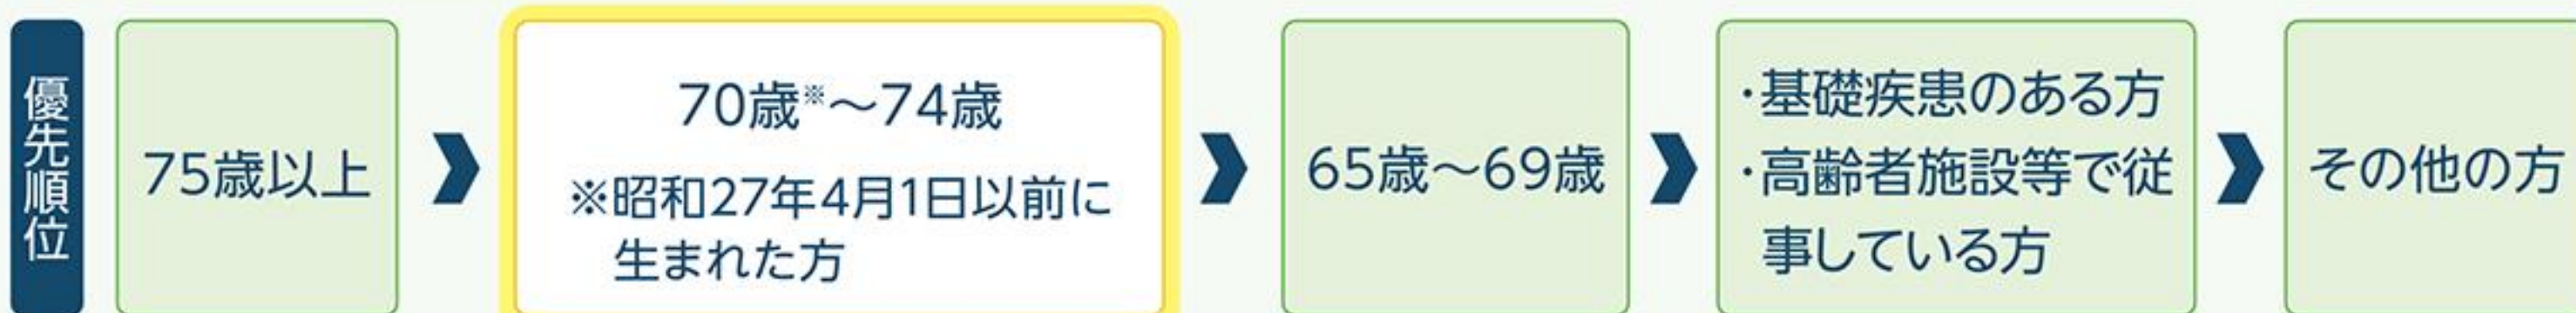 優先順位
75歳以上
70歳※～74歳
※昭和27年4月1日以前に
生まれた方
65歳～69歳
・基礎疾患のある方
・高齢者施設等で従
事している方
その他の方